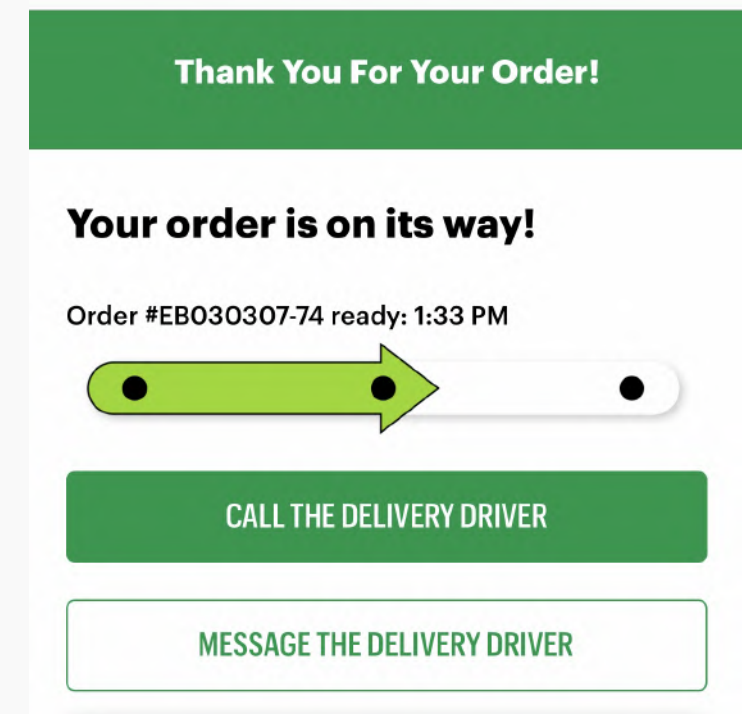 Thank You For Your Order!
Your order is on its way!
Order #EB030307-74 ready: 1:33 PM
CALL THE DELIVERY DRIVER
MESSAGE THE DELIVERY DRIVER